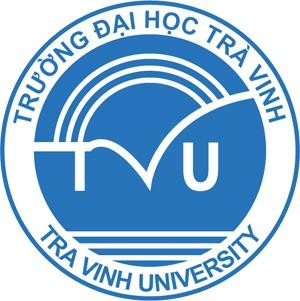 TRƯỜNG ĐẠI HỌC TRÀ VINH
TVU
TRA VINH UNIVERSITY